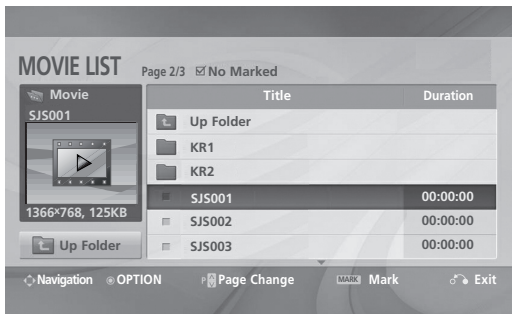 MOVIE LIST Page 2/3 No Marked
Movie
SJS001
1366×768, 125KB
Up Folder
Title Duration
Up Folder
KR1
KR2
SJS001 00:00:00
SJS002 00:00:00
SJS003 00:00:00
Navigation OPTION P Page Change MARK Mark Exit